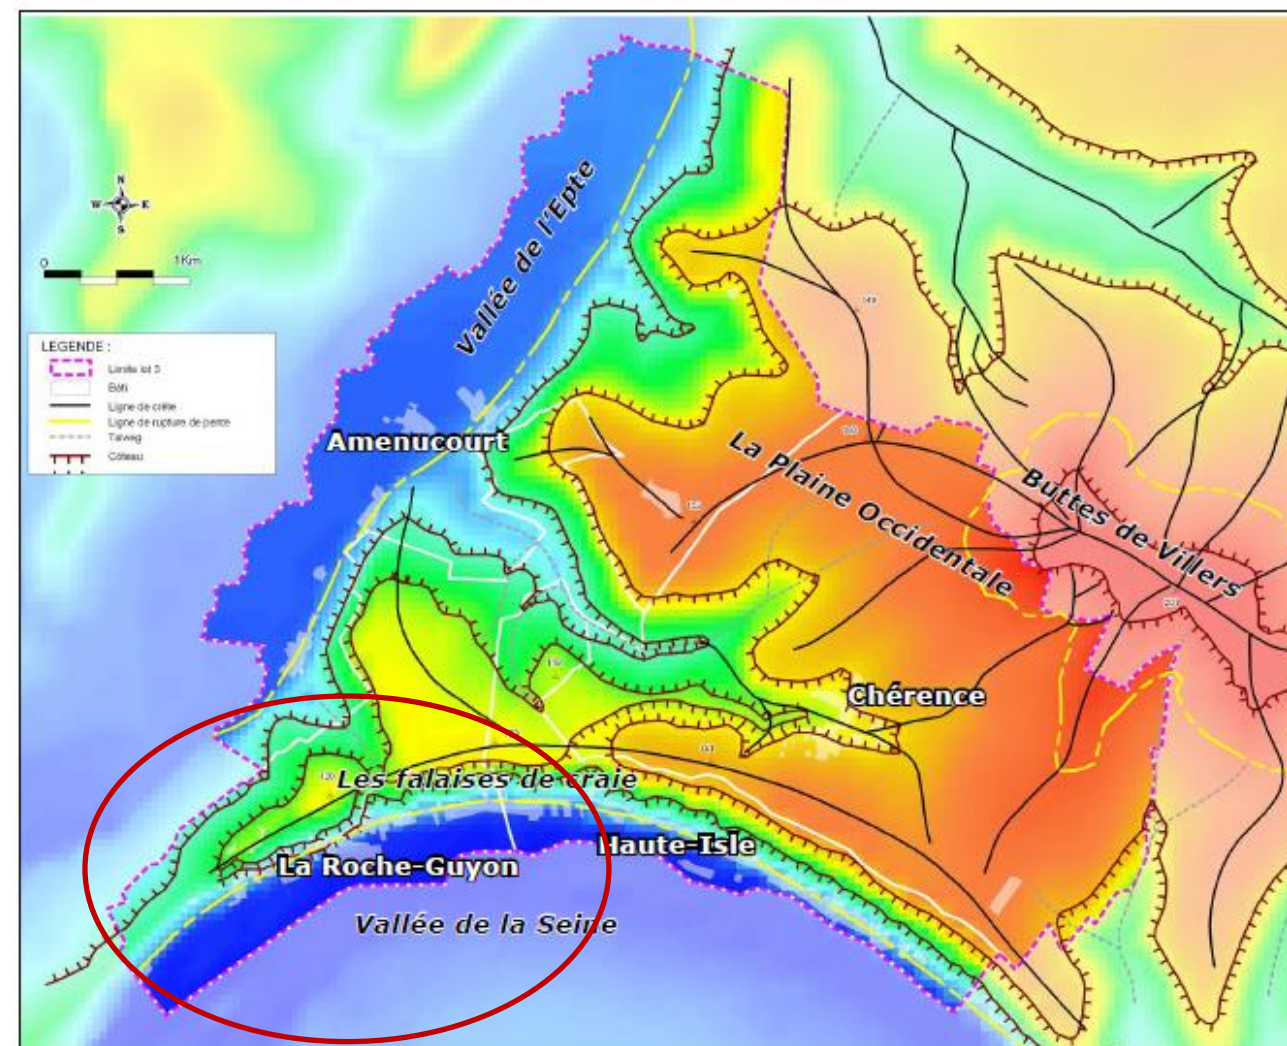 N
W E
S
0 1Km
LEGENDE :
Limite lot 3
Bâti
Ligne de crête
Ligne de rupture de pente
Talweg
Côteau
Vallée de l'Epte
Amenucourt
La Plaine Occidentale
Buttes de Villers
Chérence
Les falaises de craie
La Roche-Guyon
Haute-Isle
Vallée de la Seine
120